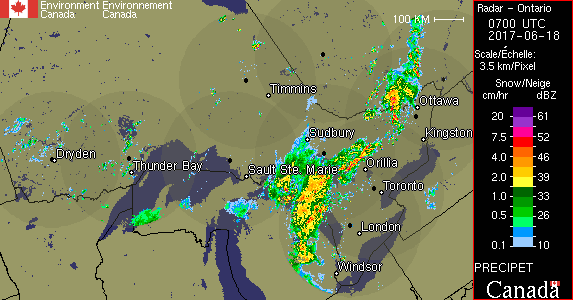 Environment Environnement
Canada Canada
100 KM
Timmins
Ottawa
Sudbury
Kingston
Dryden
Thunder Bay
Sault Ste. Marie
Orillia
Toronto
London
Windsor
Radar - Ontario
0700 UTC
2017-06-18
Scale/Échelle:
3.5 km/Pixel
Snow/Neige
cm/hr dBZ
20 61
7.5 52
4.0 46
2.0 39
1.0 33
0.5 26
0.1 10
PRECIPET
Canada